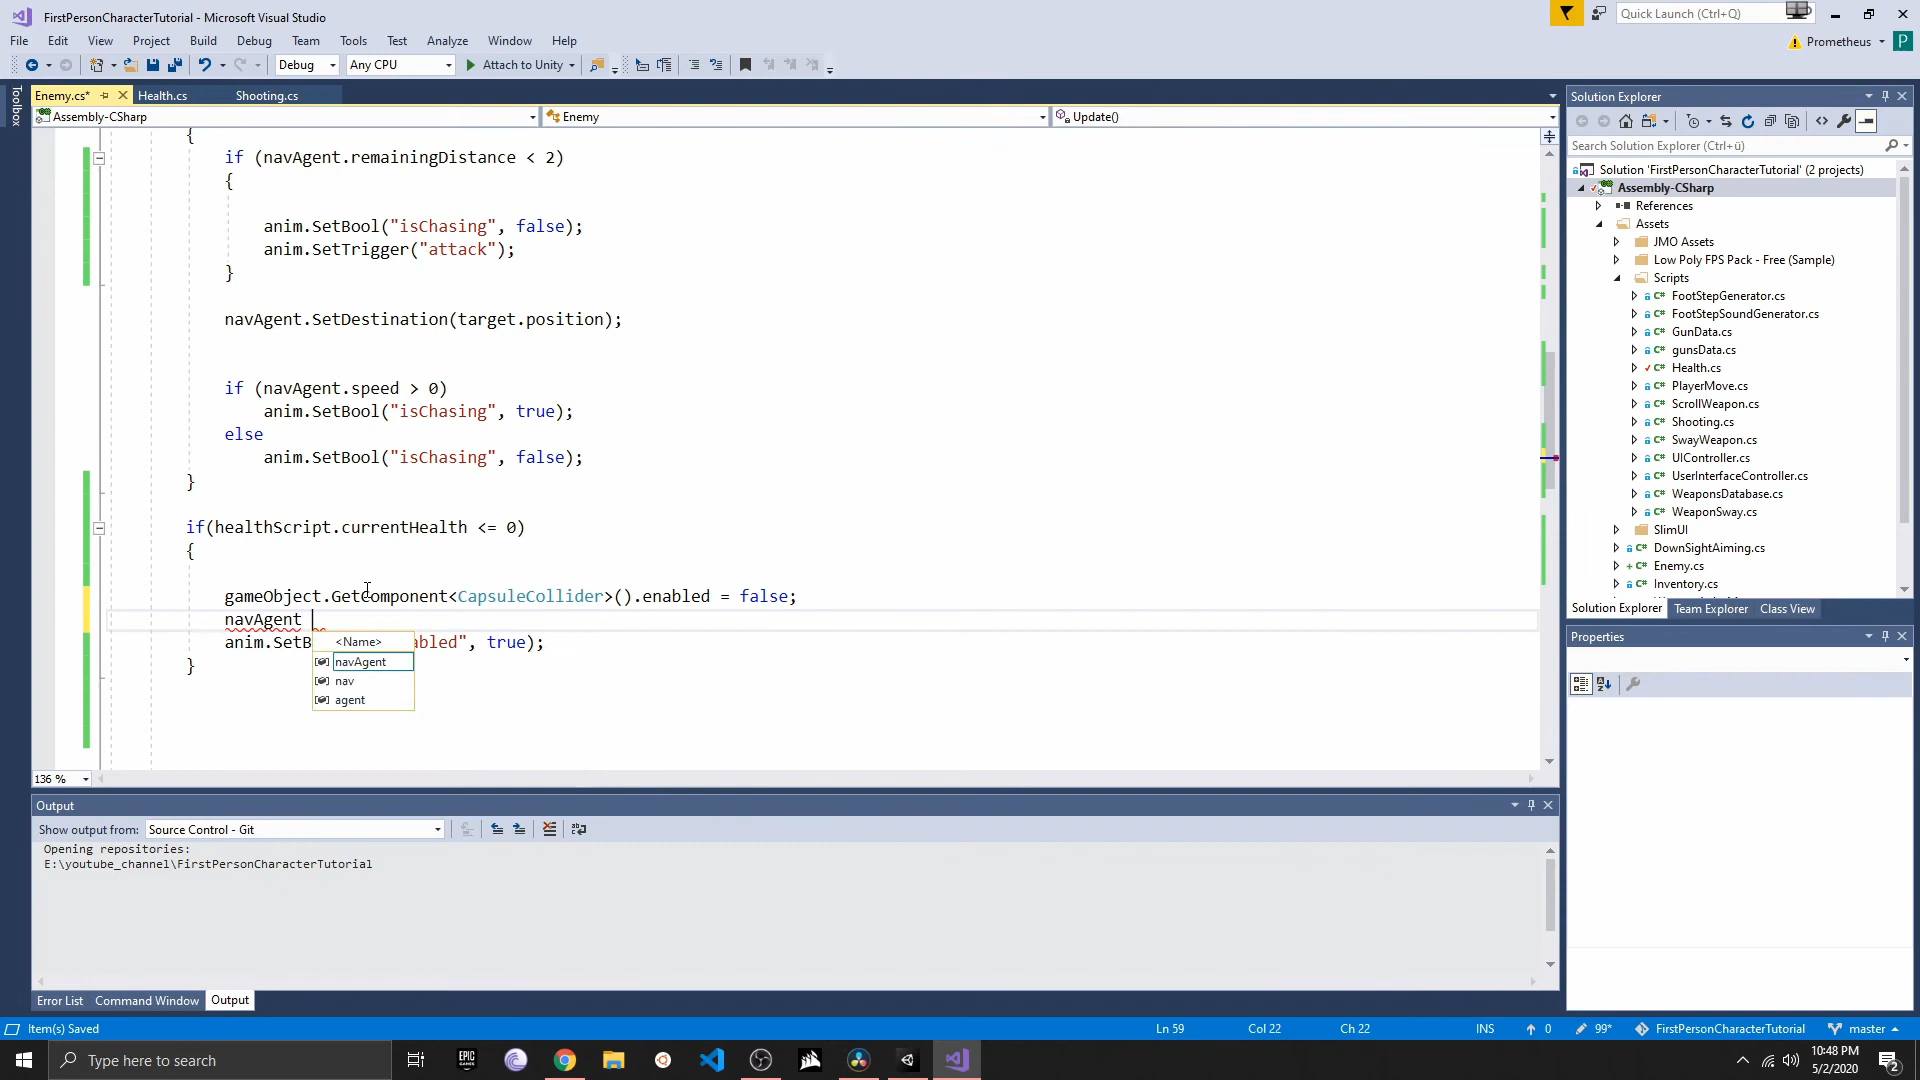 FirstPersonCharacterTutorial - Microsoft Visual Studio
Quick Launch (Ctrl+Q)
File Edit View Project Build Debug Team Tools Test Analyze Window Help
Prometheus P
Debug Any CPU Attach to Unity
Toolbox
Enemy.cs* Health.cs Shooting.cs
Assembly-CSharp Enemy Update()
{
if (navAgent.remainingDistance < 2)
{
anim.SetBool("isChasing", false);
anim.SetTrigger("attack");
}
navAgent.SetDestination(target.position);
if (navAgent.speed > 0)
anim.SetBool("isChasing", true);
else
anim.SetBool("isChasing", false);
}
if(healthScript.currentHealth <= 0)
{
gameObject.GetComponent<CapsuleCollider>().enabled = false;
navAgent
anim.SetB abled", true);
}
<Name>
navAgent
nav
agent
136 %
Output
Show output from: Source Control - Git
Opening repositories:
E:\youtube_channel\FirstPersonCharacterTutorial
Error List Command Window Output
Solution Explorer
Search Solution Explorer (Ctrl+ü)
Solution 'FirstPersonCharacterTutorial' (2 projects)
Assembly-CSharp
References
Assets
JMO Assets
Low Poly FPS Pack - Free (Sample)
Scripts
C# FootStepGenerator.cs
C# FootStepSoundGenerator.cs
C# GunData.cs
C# gunsData.cs
C# Health.cs
C# PlayerMove.cs
C# ScrollWeapon.cs
C# Shooting.cs
C# SwayWeapon.cs
C# UIController.cs
C# UserInterfaceController.cs
C# WeaponsDatabase.cs
C# WeaponSway.cs
SlimUI
C# DownSightAiming.cs
C# Enemy.cs
C# Inventory.cs
Solution Explorer Team Explorer Class View
Properties
Item(s) Saved Ln 59 Col 22 Ch 22 INS 0 99* FirstPersonCharacterTutorial master
Type here to search
EPIC GAMES
10:48 PM
5/2/2020
2